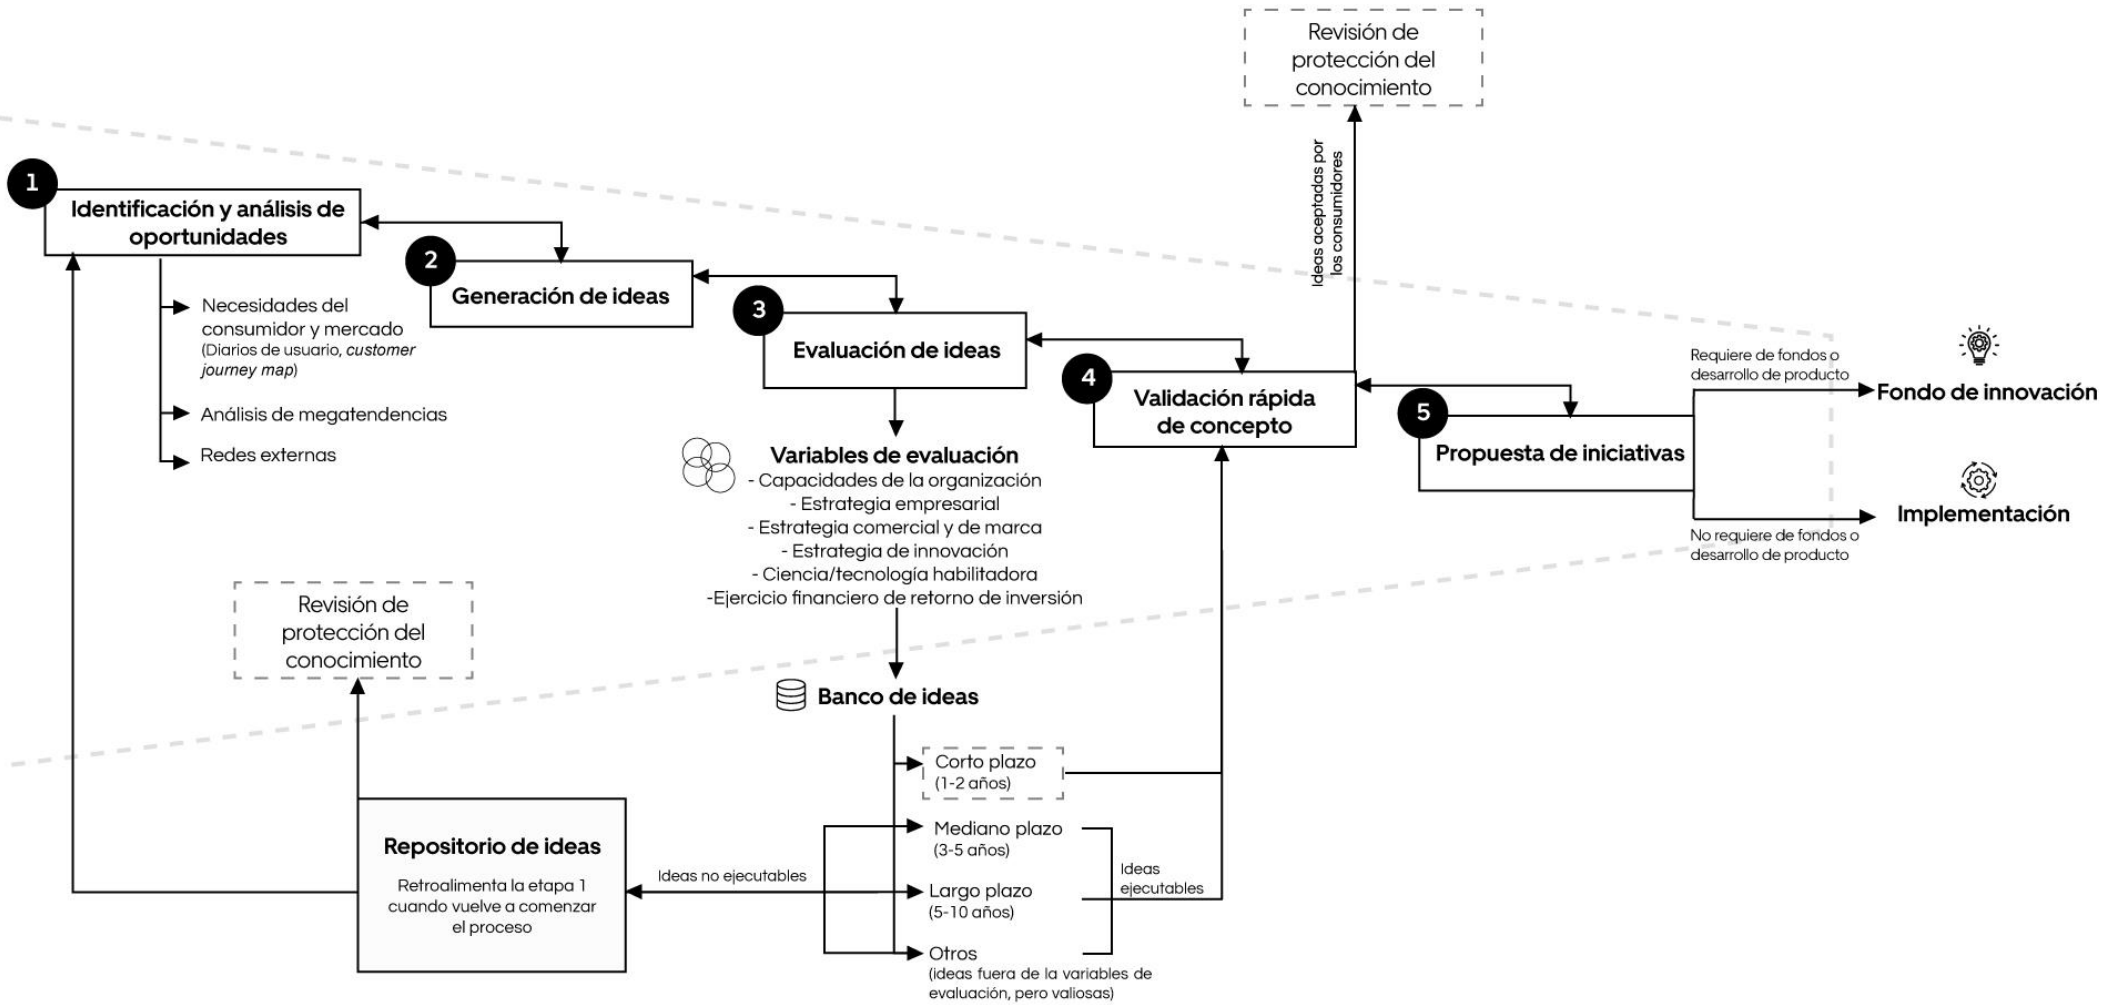 Revisión de
protección del
conocimiento
Ideas aceptadas por
los consumidores
1
Identificación y análisis de
oportunidades
Necesidades del
consumidor y mercado
(Diarios de usuario, customer
journey map)
Análisis de megatendencias
Redes externas
2
Generación de ideas
3
Evaluación de ideas
Variables de evaluación
- Capacidades de la organización
- Estrategia empresarial
- Estrategia comercial y de marca
- Estrategia de innovación
- Ciencia/tecnología habilitadora
-Ejercicio financiero de retorno de inversión
4
Validación rápida
de concepto
5
Propuesta de iniciativas
Requiere de fondos o
desarrollo de producto
Fondo de innovación
Implementación
No requiere de fondos o
desarrollo de producto
Revisión de
protección del
conocimiento
Banco de ideas
Corto plazo
(1-2 años)
Mediano plazo
(3-5 años)
Largo plazo
(5-10 años)
Otros
(ideas fuera de la variables de
evaluación, pero valiosas)
Ideas
ejecutables
Ideas no ejecutables
Repositorio de ideas
Retroalimenta la etapa 1
cuando vuelve a comenzar
el proceso